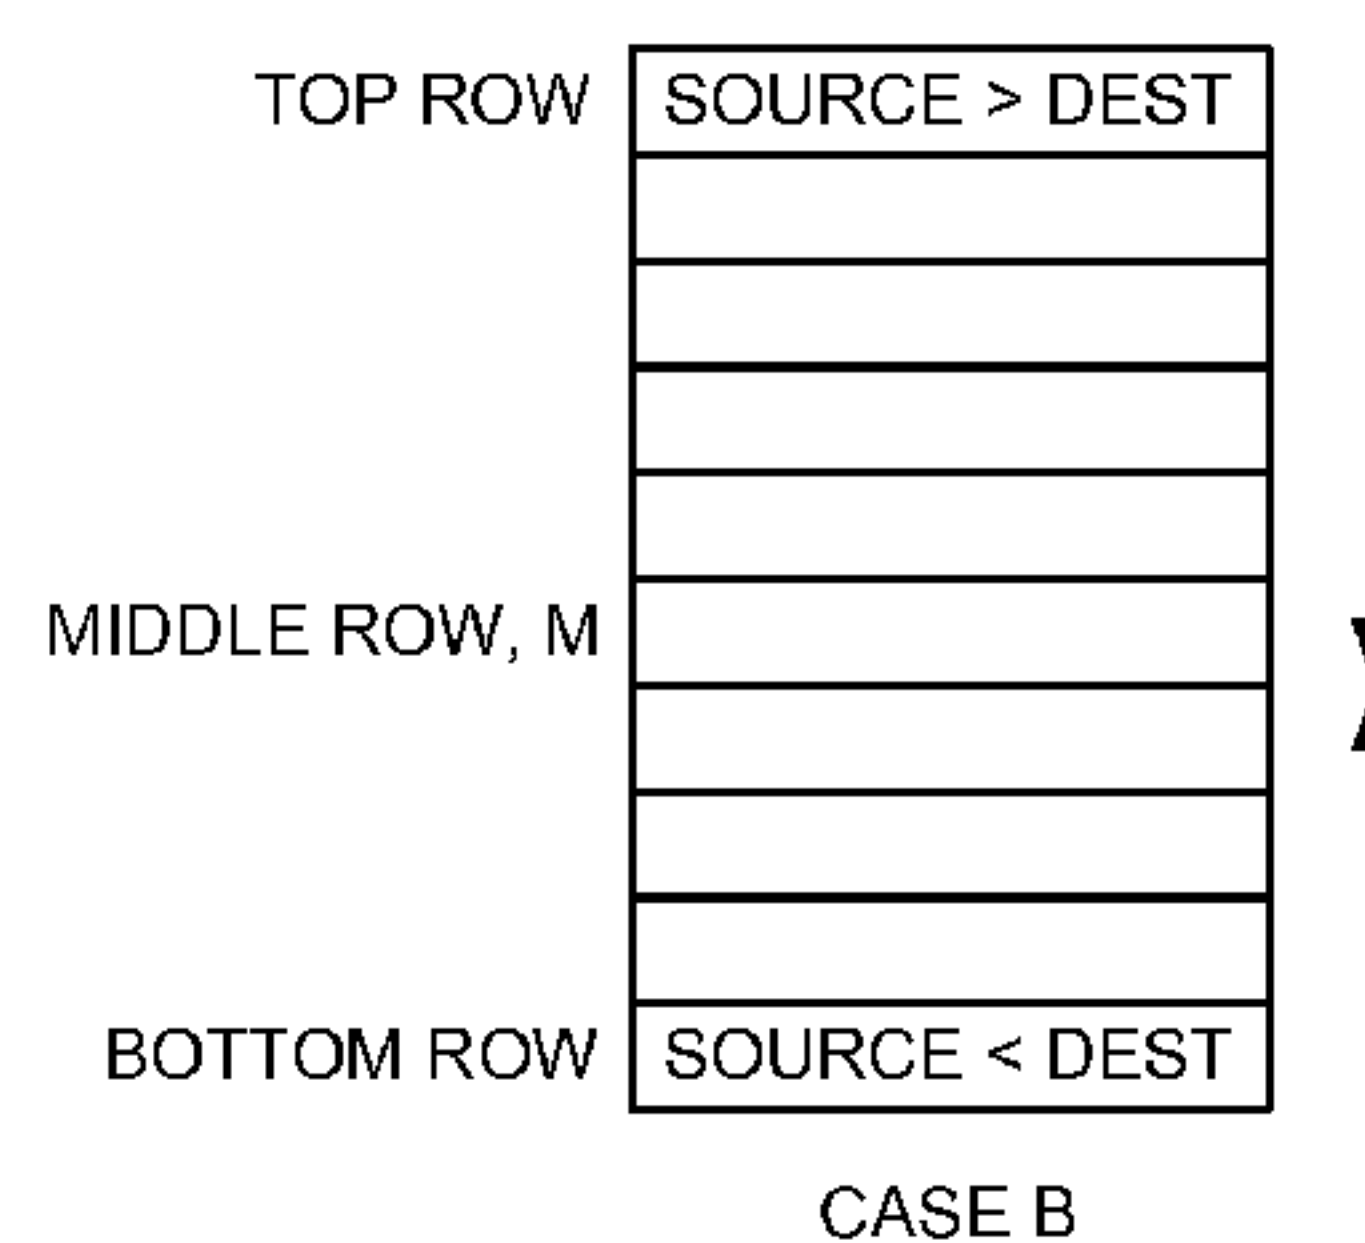 TOP ROW SOURCE > DEST
MIDDLE ROW, M
BOTTOM ROW SOURCE < DEST
CASE B